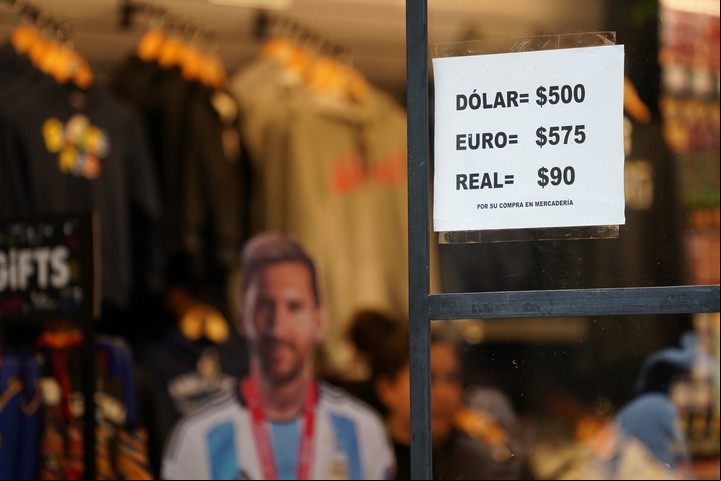 DÓLAR= $500
EURO= $575
REAL= $90
POR SU COMPRA EN MERCADERÍA
GIFTS